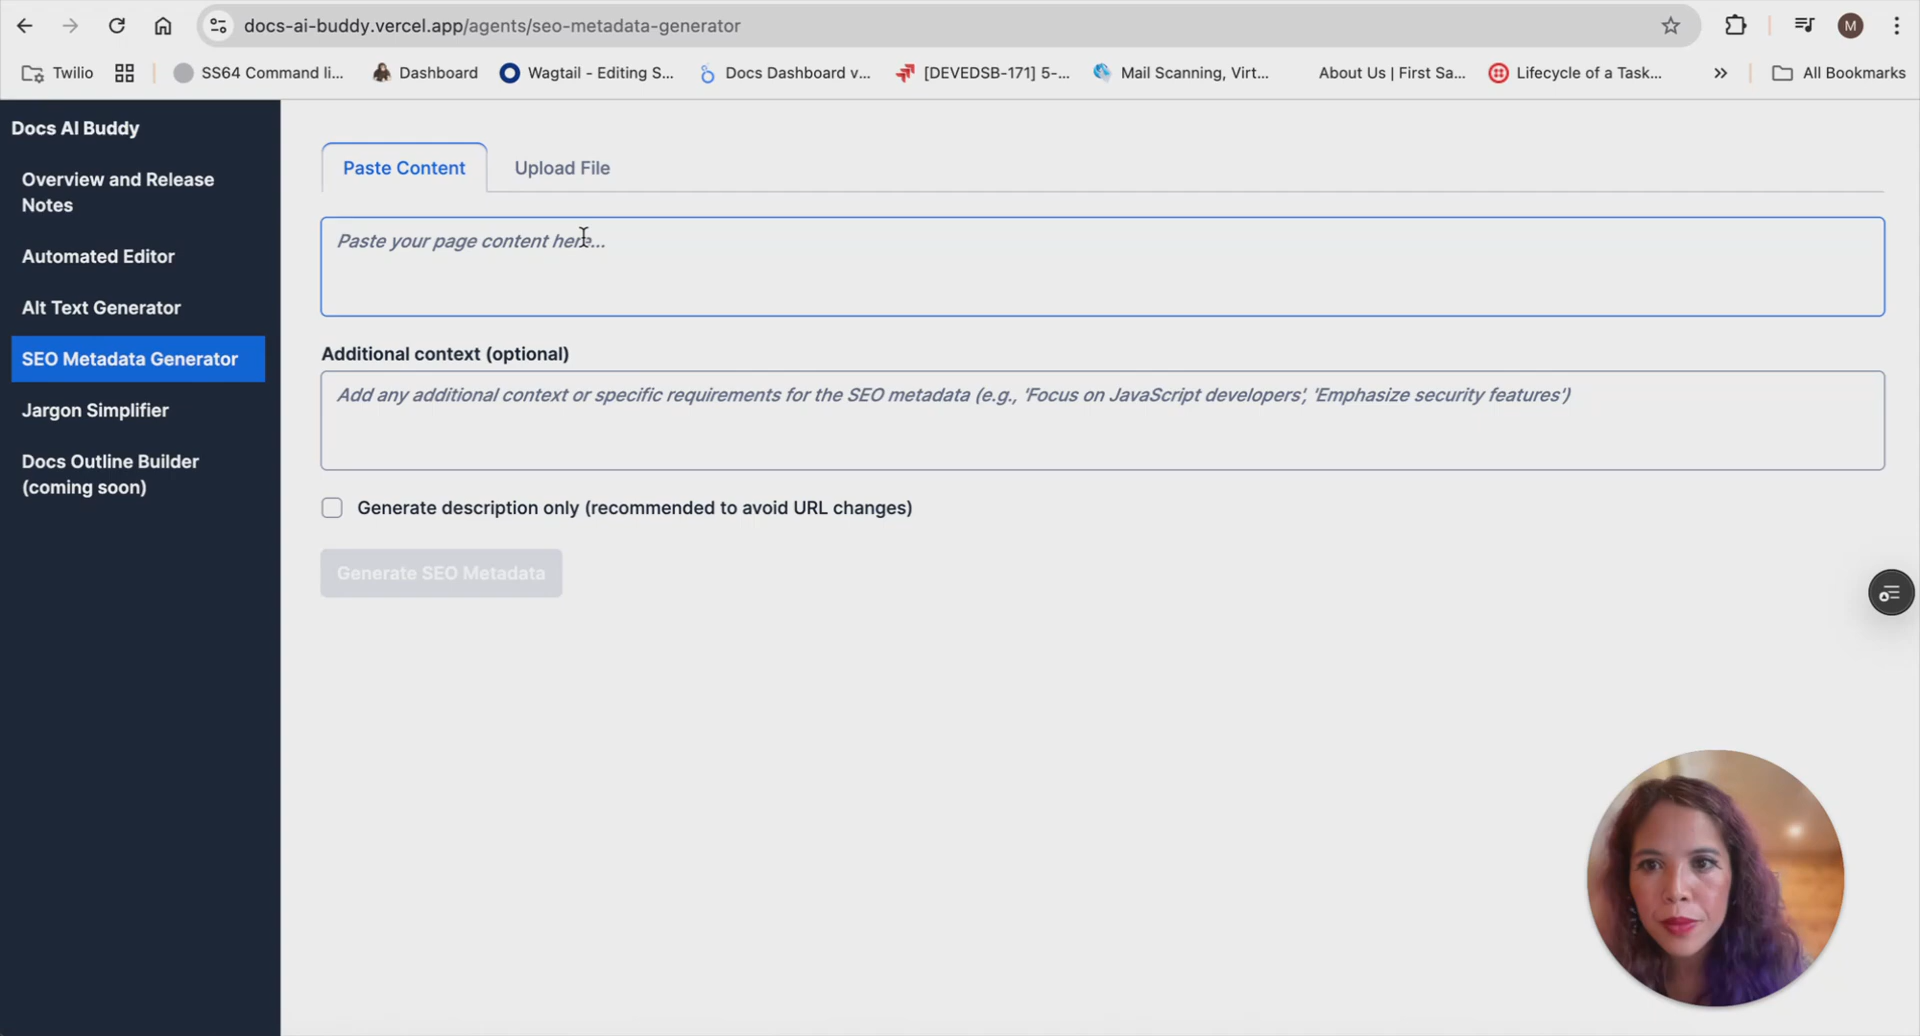 docs-ai-buddy.vercel.app/agents/seo-metadata-generator
M
Twilio
SS64 Command li...
Dashboard
Wagtail - Editing S...
Docs Dashboard v...
[DEVEDSB-171] 5-...
Mail Scanning, Virt...
About Us | First Sa...
Lifecycle of a Task...
All Bookmarks
Docs AI Buddy
Overview and Release
Notes
Automated Editor
Alt Text Generator
SEO Metadata Generator
Jargon Simplifier
Docs Outline Builder
(coming soon)
Paste Content
Upload File
Paste your page content here...
Additional context (optional)
Add any additional context or specific requirements for the SEO metadata (e.g., 'Focus on JavaScript developers', 'Emphasize security features')
Generate description only (recommended to avoid URL changes)
Generate SEO Metadata